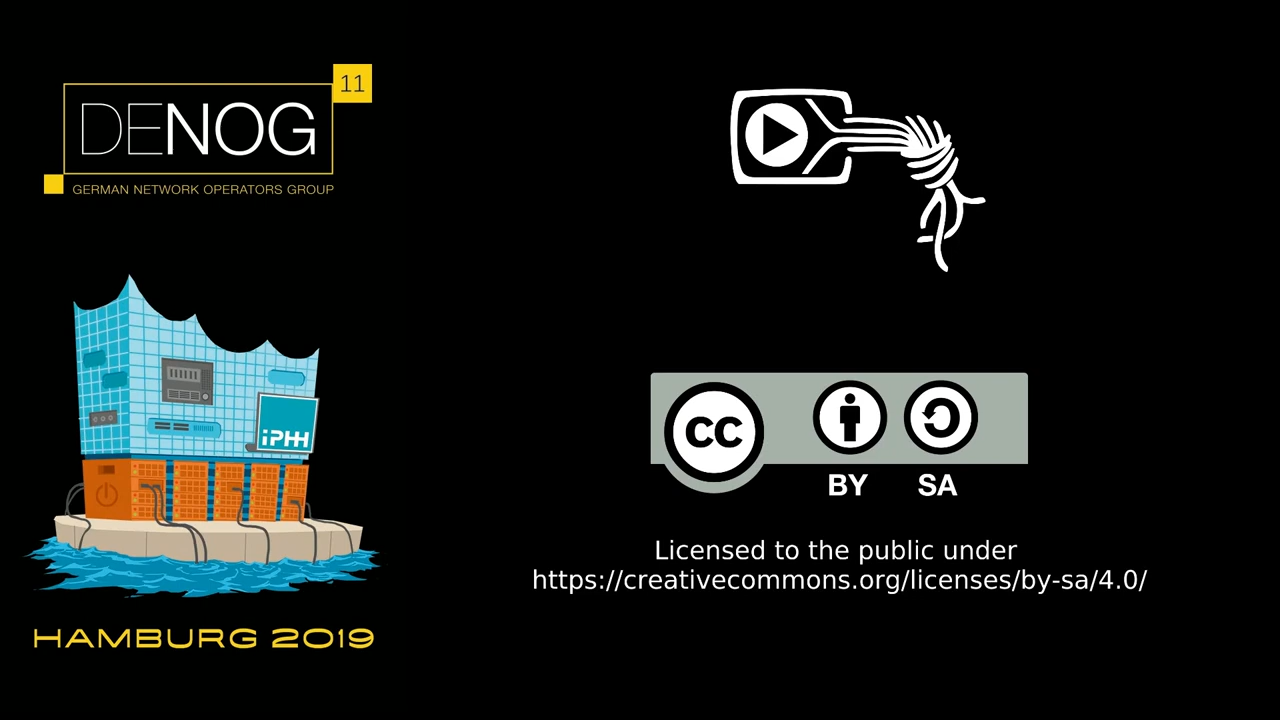 11
DENOG
GERMAN NETWORK OPERATORS GROUP
iPHH
HAMBURG 2019
CC
BY SA
Licensed to the public under
https://creativecommons.org/licenses/by-sa/4.0/